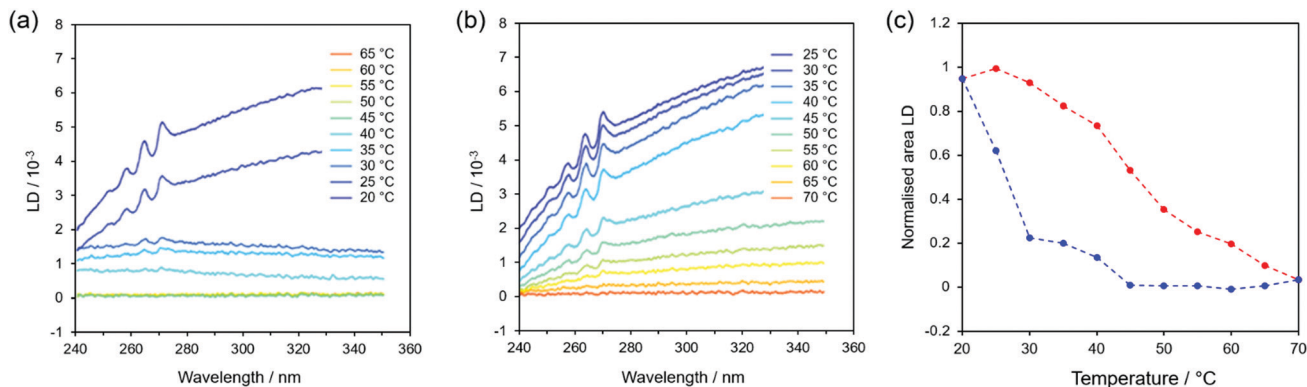 (a)
8
7
6
5
4
3
2
1
0
-1
LD / 10⁻³
65 °C
60 °C
55 °C
50 °C
45 °C
40 °C
35 °C
30 °C
25 °C
20 °C
240 260 280 300 320 340 360
Wavelength / nm
(b)
8
7
6
5
4
3
2
1
0
-1
LD / 10⁻³
25 °C
30 °C
35 °C
40 °C
45 °C
50 °C
55 °C
60 °C
65 °C
70 °C
240 260 280 300 320 340 360
Wavelength / nm
(c)
1.2
1
0.8
0.6
0.4
0.2
0
-0.2
Normalised area LD
20 30 40 50 60 70
Temperature / °C